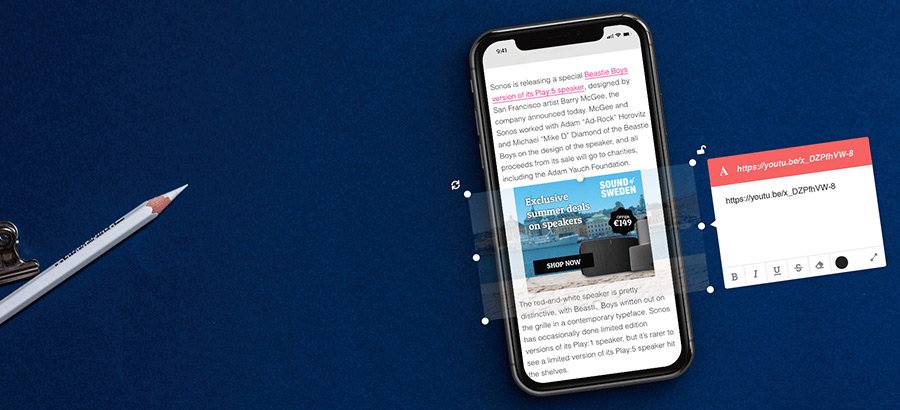 9:41
Sonos is releasing a special Beastie Boys
version of its Play:5 speaker, designed by
San Francisco artist Barry McGee, the
company announced today. McGee and
Sonos worked with Adam "Ad-Rock" Horovitz
and Michael "Mike D" Diamond of the Beastie
Boys on the design of the speaker, and all
proceeds from its sale will go to charities,
including the Adam Yauch Foundation.
SOUND of
SWEDEN
Exclusive
summer deals
on speakers
OFFER
€149
SHOP NOW
The red-and-white speaker is pretty
distinctive, with Beastie Boys written out on
the grille in a contemporary typeface. Sonos
has occasionally done limited edition
versions of its Play:1 speaker, but it's rarer to
see a limited version of its Play:5 speaker hit
the shelves.
A https://youtu.be/x_DZPfhVW-8
https://youtu.be/x_DZPfhVW-8
B I U S